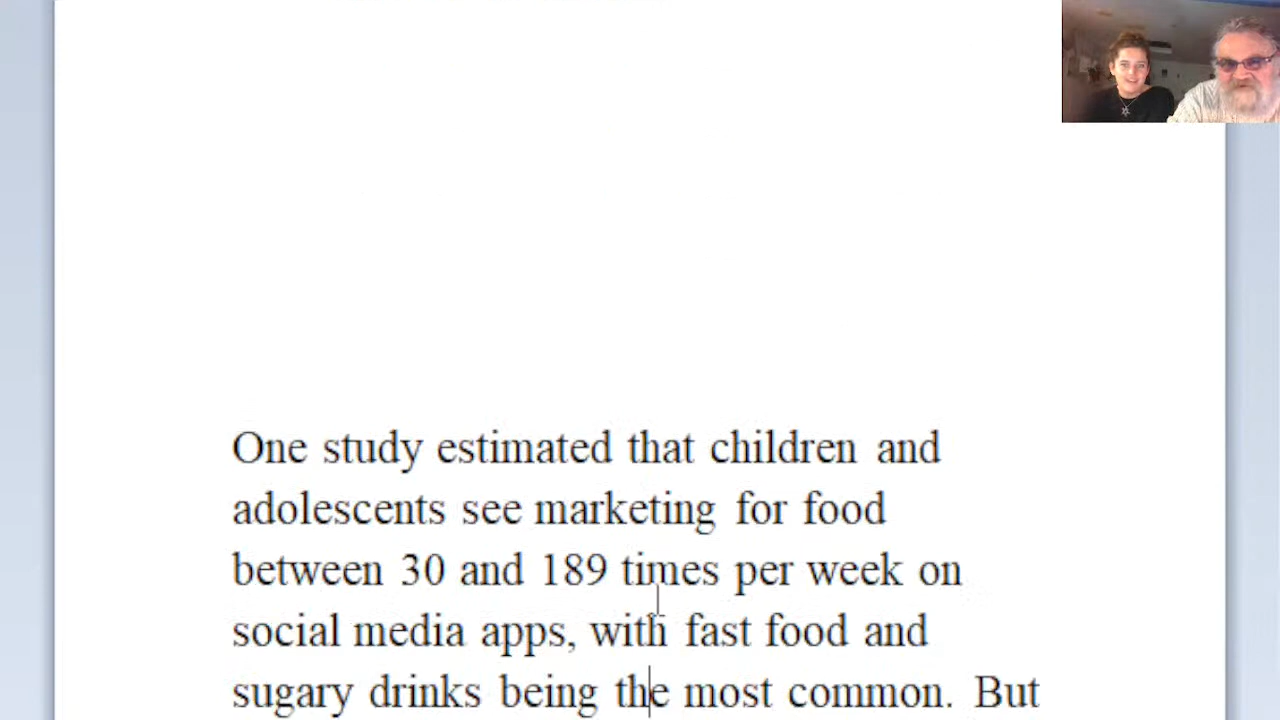 One study estimated that children and
adolescents see marketing for food
between 30 and 189 times per week on
social media apps, with fast food and
sugary drinks being the most common. But